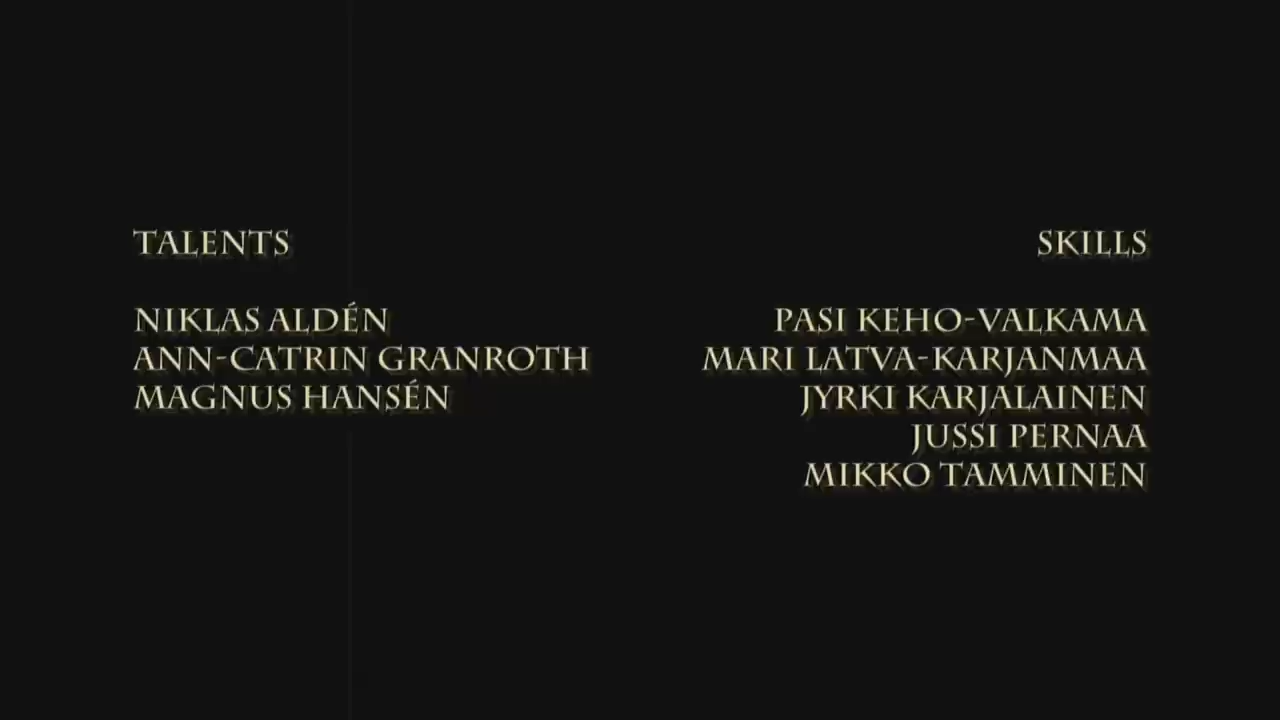 TALENTS
NIKLAS ALDÉN
ANN-CATRIN GRANROTH
MAGNUS HANSÉN
SKILLS
PASI KEHO-VALKAMA
MARI LATVA-KARJANMAA
JYRKI KARJALAINEN
JUSSI PERNAA
MIKKO TAMMINEN